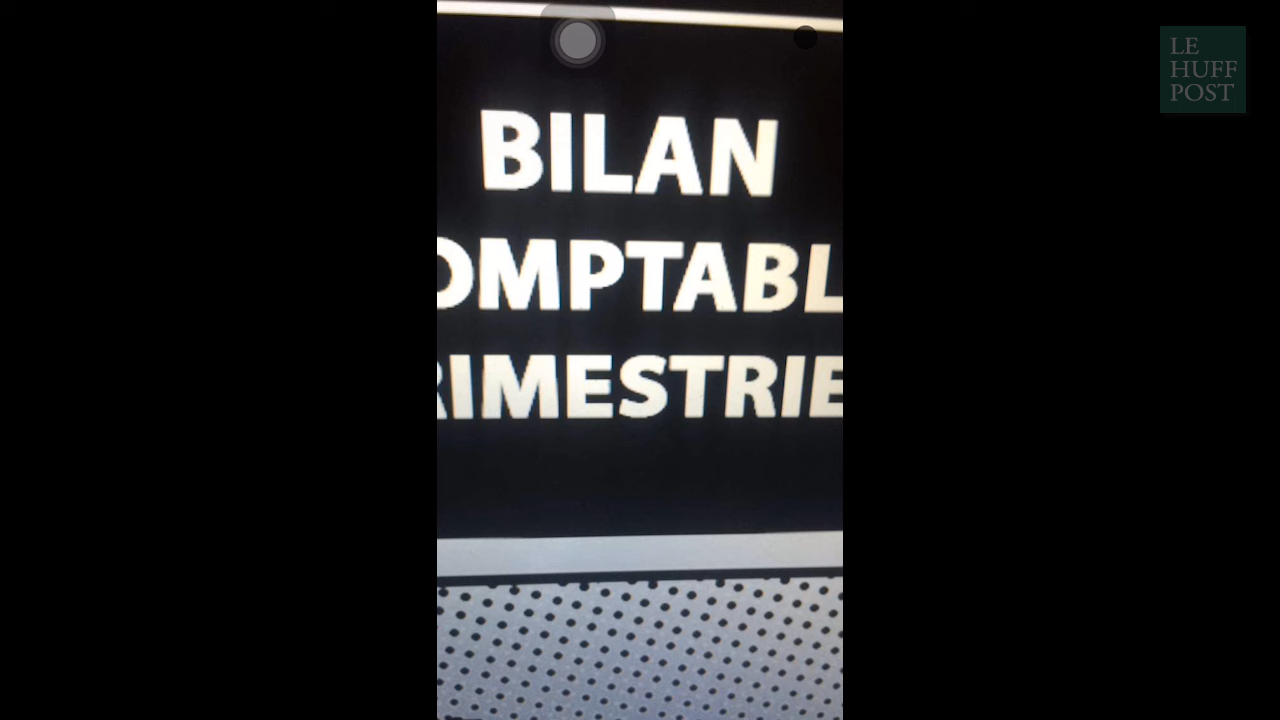 BILAN
OMPTABL
RIMESTRIE
LE
HUFF
POST